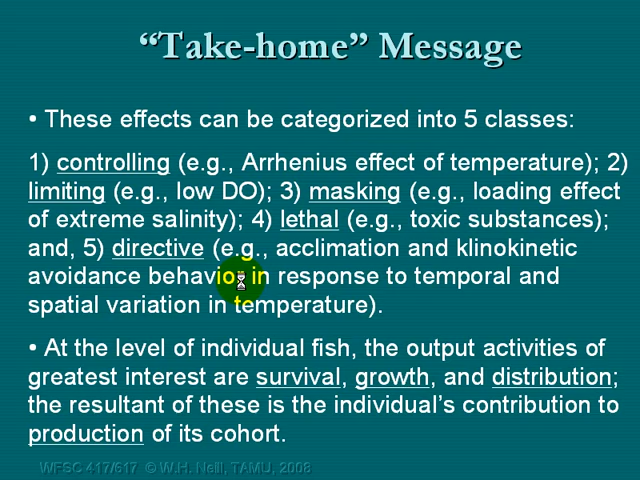 “Take-home” Message
• These effects can be categorized into 5 classes:
1) controlling (e.g., Arrhenius effect of temperature); 2)
limiting (e.g., low DO); 3) masking (e.g., loading effect
of extreme salinity); 4) lethal (e.g., toxic substances);
and, 5) directive (e.g., acclimation and klinokinetic
avoidance behavior in response to temporal and
spatial variation in temperature).
• At the level of individual fish, the output activities of
greatest interest are survival, growth, and distribution;
the resultant of these is the individual’s contribution to
production of its cohort.
WFSC 417/617 © W.H. Neill, TAMU, 2008